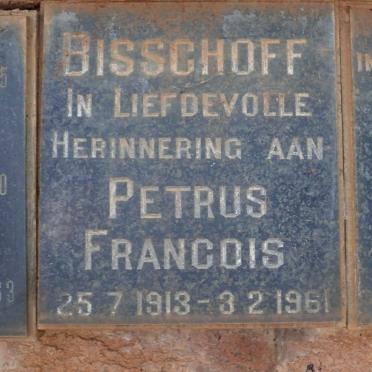 BISSCHOFF
IN LIEFDEVOLLE
HERINNERING AAN
PETRUS
FRANCOIS
25 7 1913 - 3 2 1961